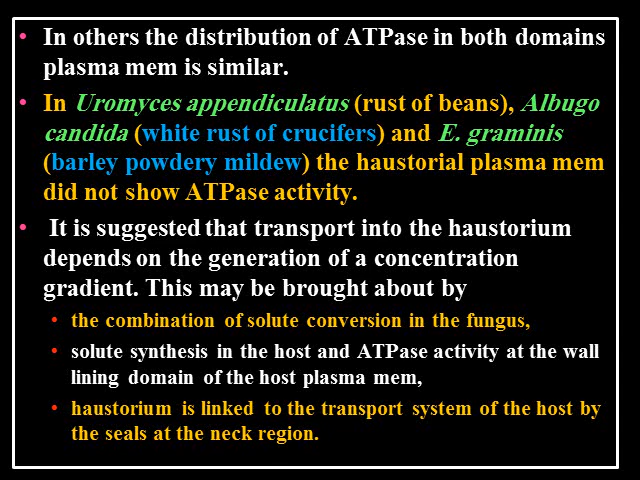 • In others the distribution of ATPase in both domains
plasma mem is similar.
• In Uromyces appendiculatus (rust of beans), Albugo
candida (white rust of crucifers) and E. graminis
(barley powdery mildew) the haustorial plasma mem
did not show ATPase activity.
• It is suggested that transport into the haustorium
depends on the generation of a concentration
gradient. This may be brought about by
• the combination of solute conversion in the fungus,
• solute synthesis in the host and ATPase activity at the wall
lining domain of the host plasma mem,
• haustorium is linked to the transport system of the host by
the seals at the neck region.